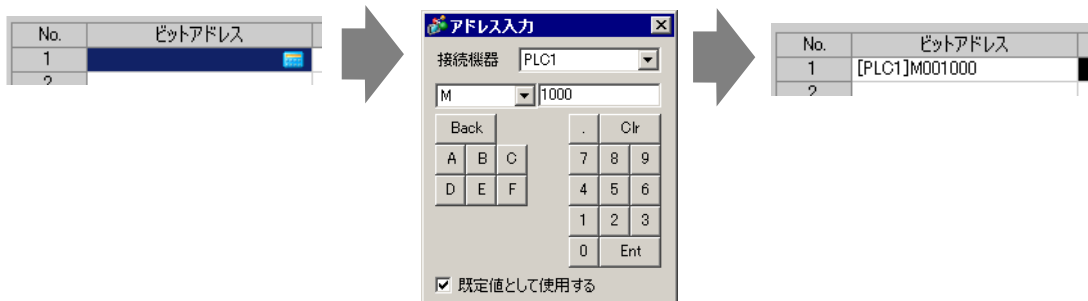 No. ビットアドレス
1
2
アドレス入力
接続機器 PLC1
M 1000
Back . Clr
A B C 7 8 9
D E F 4 5 6
1 2 3
0 Ent
既定値として使用する
No. ビットアドレス
1 [PLC1]M001000
2